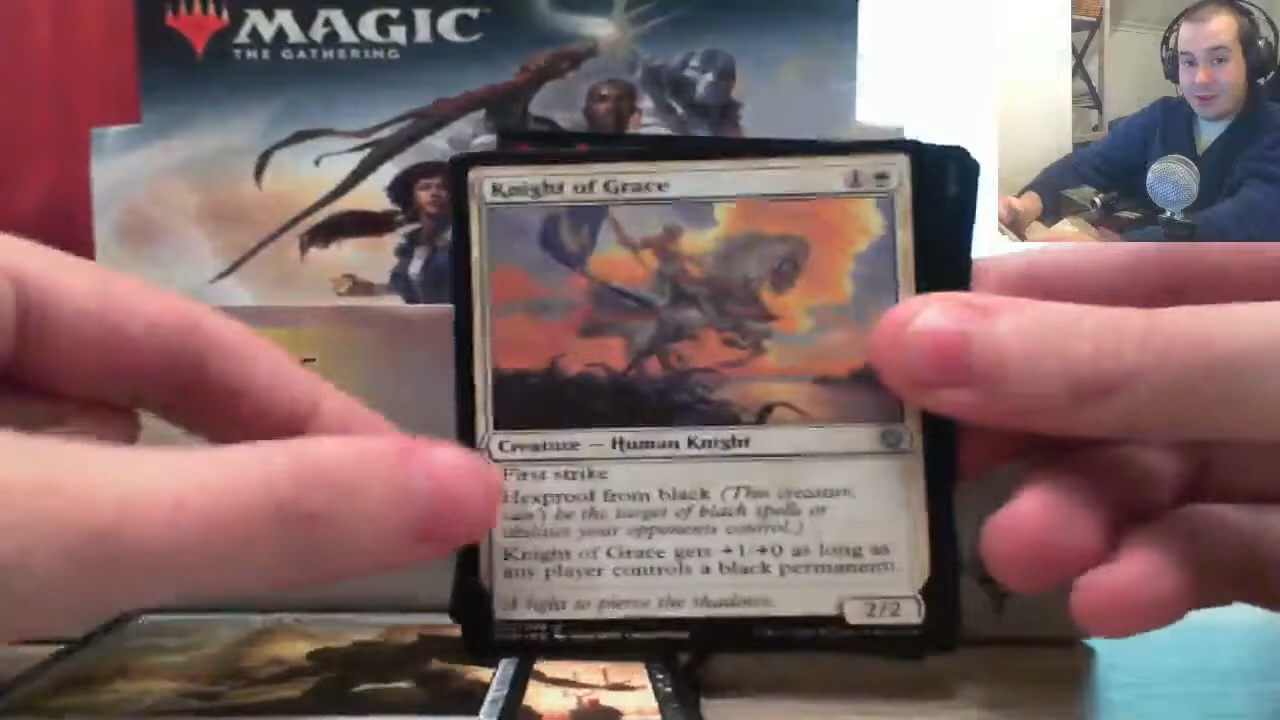 MAGIC
THE GATHERING
Knight of Grace
1
Creature — Human Knight
First strike
Hexproof from black (This creature
can't be the target of black spells or
abilities your opponents control.)
Knight of Grace gets +1/+0 as long as
any player controls a black permanent.
A light to pierce the shadows.
2/2